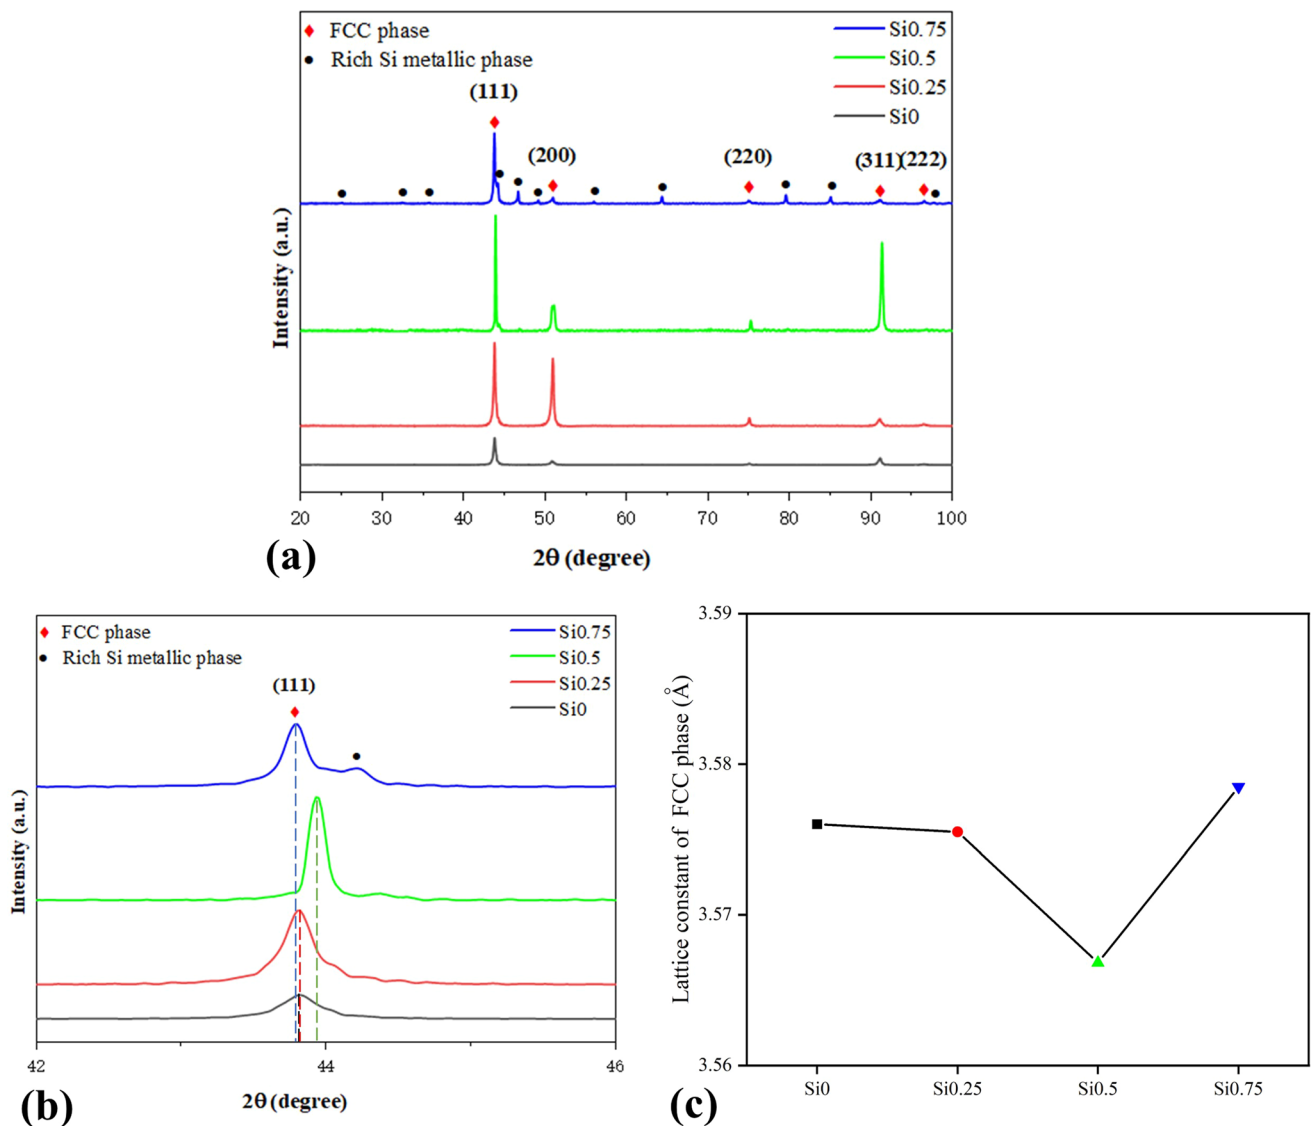 FCC phase
Rich Si metallic phase
Si0.75
Si0.5
Si0.25
Si0
(111)
(200)
(220)
(311)(222)
Intensity (a.u.)
20 30 40 50 60 70 80 90 100
2θ (degree)
(a)
FCC phase
Rich Si metallic phase
Si0.75
Si0.5
Si0.25
Si0
(111)
Intensity (a.u.)
42 44 46
2θ (degree)
(b)
3.59
3.58
3.57
3.56
Lattice constant of FCC phase (Å)
Si0 Si0.25 Si0.5 Si0.75
(c)